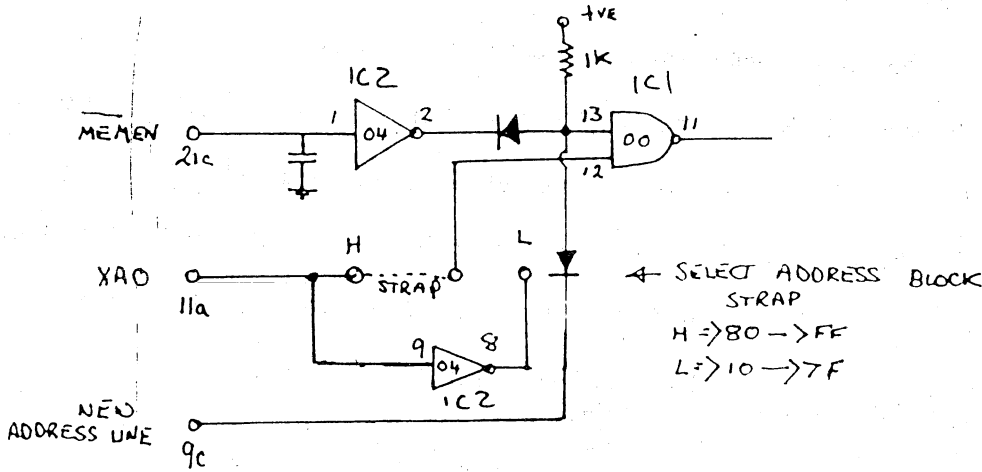 +VE
1K
IC2
IC1
MEMEN
1
04
2
13
00
11
21c
12
H
L
XA0
STRAP
← SELECT ADDRESS BLOCK
STRAP
11a
H =>80 —>FF
9
04
8
L =>10 —>7F
IC2
NEW
ADDRESS LINE
9c